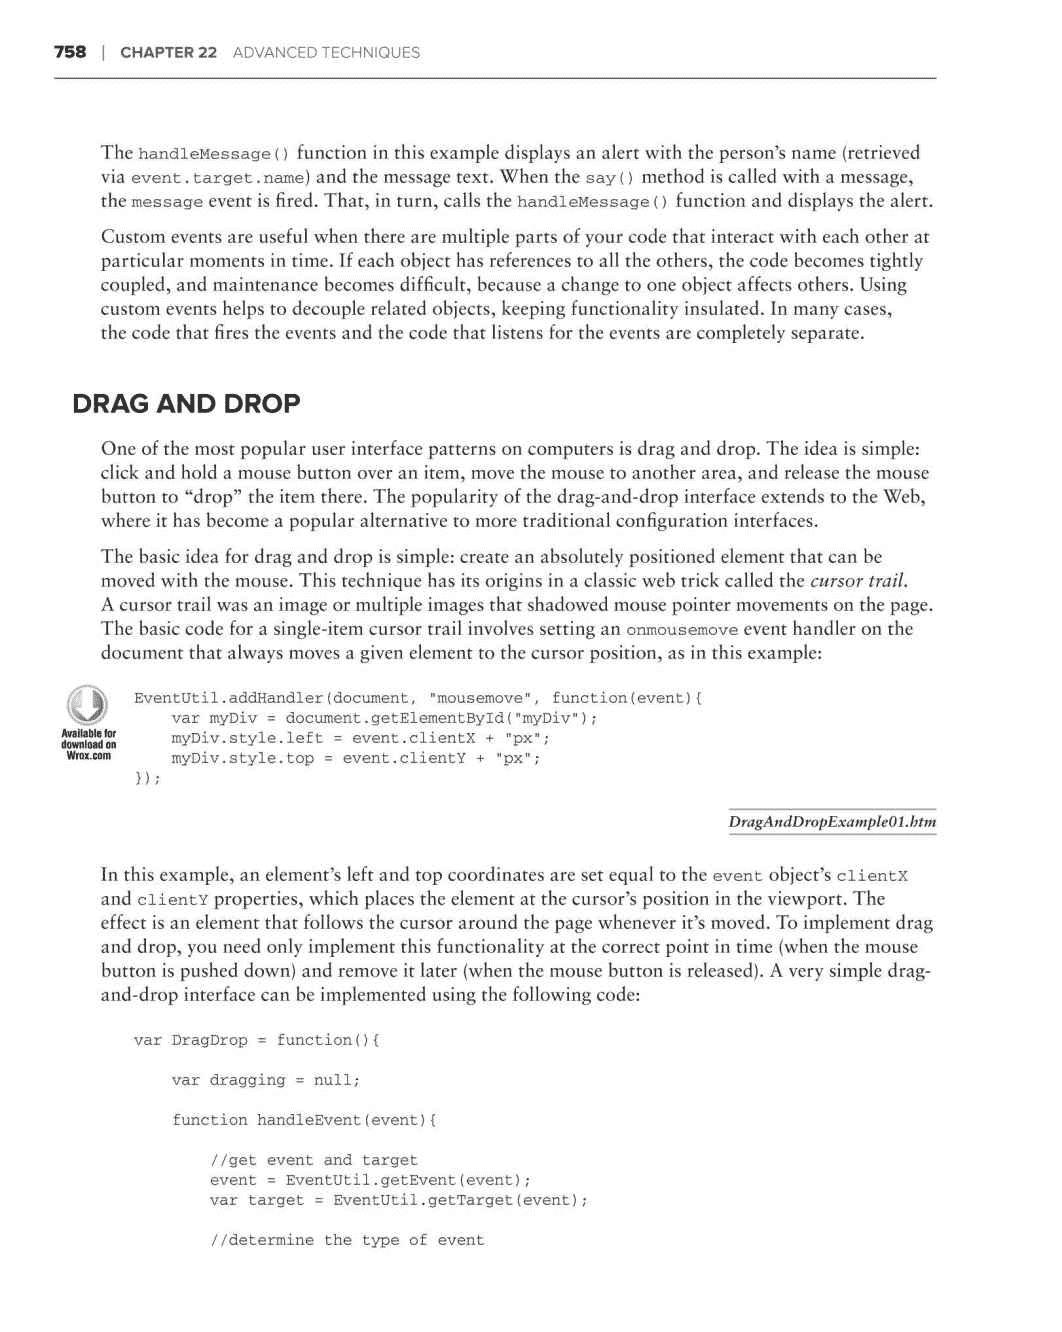 758 | CHAPTER 22 ADVANCED TECHNIQUES
The handleMessage() function in this example displays an alert with the person’s name (retrieved
via event.target.name) and the message text. When the say() method is called with a message,
the message event is fired. That, in turn, calls the handleMessage() function and displays the alert.
Custom events are useful when there are multiple parts of your code that interact with each other at
particular moments in time. If each object has references to all the others, the code becomes tightly
coupled, and maintenance becomes difficult, because a change to one object affects others. Using
custom events helps to decouple related objects, keeping functionality insulated. In many cases,
the code that fires the events and the code that listens for the events are completely separate.
DRAG AND DROP
One of the most popular user interface patterns on computers is drag and drop. The idea is simple:
click and hold a mouse button over an item, move the mouse to another area, and release the mouse
button to “drop” the item there. The popularity of the drag-and-drop interface extends to the Web,
where it has become a popular alternative to more traditional configuration interfaces.
The basic idea for drag and drop is simple: create an absolutely positioned element that can be
moved with the mouse. This technique has its origins in a classic web trick called the cursor trail.
A cursor trail was an image or multiple images that shadowed mouse pointer movements on the page.
The basic code for a single-item cursor trail involves setting an onmousemove event handler on the
document that always moves a given element to the cursor position, as in this example:
Available for
download on
Wrox.com
EventUtil.addHandler(document, "mousemove", function(event){
    var myDiv = document.getElementById("myDiv");
    myDiv.style.left = event.clientX + "px";
    myDiv.style.top = event.clientY + "px";
});
DragAndDropExample01.htm
In this example, an element’s left and top coordinates are set equal to the event object’s clientX
and clientY properties, which places the element at the cursor’s position in the viewport. The
effect is an element that follows the cursor around the page whenever it’s moved. To implement drag
and drop, you need only implement this functionality at the correct point in time (when the mouse
button is pushed down) and remove it later (when the mouse button is released). A very simple drag-
and-drop interface can be implemented using the following code:
var DragDrop = function(){
    var dragging = null;
    function handleEvent(event){
        //get event and target
        event = EventUtil.getEvent(event);
        var target = EventUtil.getTarget(event);
        //determine the type of event